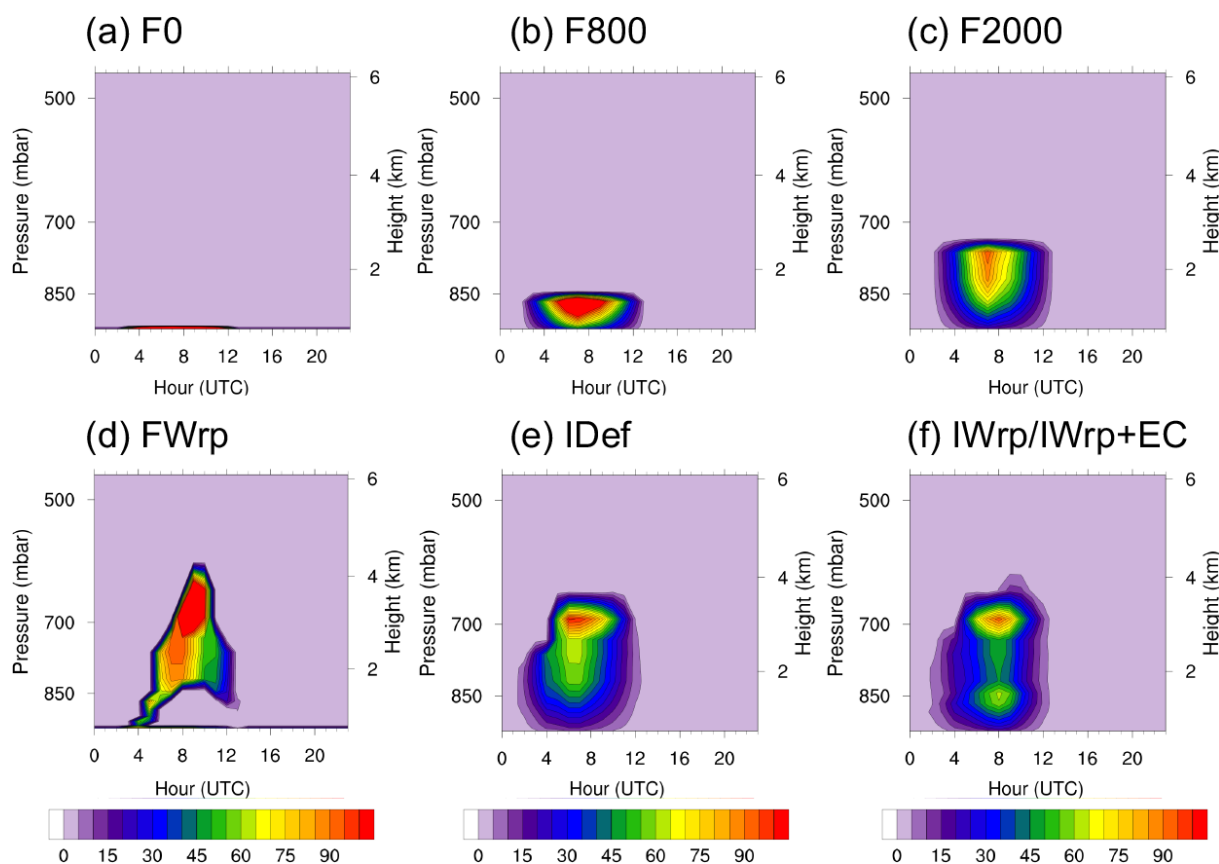 (a) F0
(b) F800
(c) F2000
500
700
850
Pressure (mbar)
6
4
2
Height (km)
0 4 8 12 16 20
Hour (UTC)
500
700
850
Pressure (mbar)
6
4
2
Height (km)
0 4 8 12 16 20
Hour (UTC)
500
700
850
Pressure (mbar)
6
4
2
Height (km)
0 4 8 12 16 20
Hour (UTC)
(d) FWrp
(e) IDef
(f) IWrp/IWrp+EC
500
700
850
Pressure (mbar)
6
4
2
Height (km)
0 4 8 12 16 20
Hour (UTC)
500
700
850
Pressure (mbar)
6
4
2
Height (km)
0 4 8 12 16 20
Hour (UTC)
500
700
850
Pressure (mbar)
6
4
2
Height (km)
0 4 8 12 16 20
Hour (UTC)
0 15 30 45 60 75 90
0 15 30 45 60 75 90
0 15 30 45 60 75 90